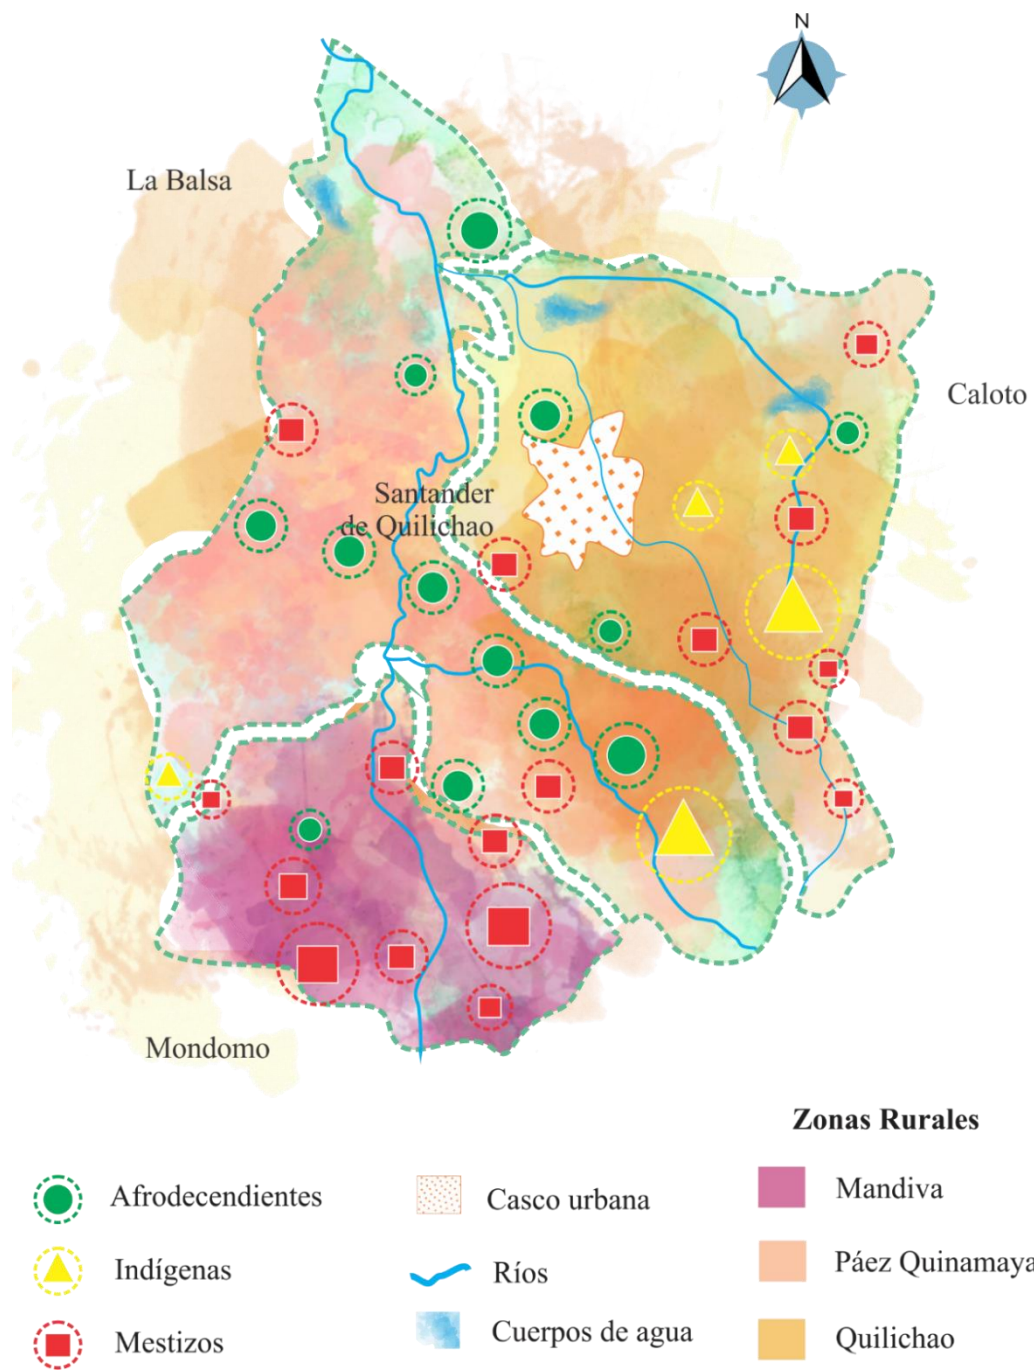 N
La Balsa
Caloto
Santander
de Quilichao
Mondomo
Zonas Rurales
Afrodecendientes
Indígenas
Mestizos
Casco urbana
Ríos
Cuerpos de agua
Mandiva
Páez Quinamaya
Quilichao